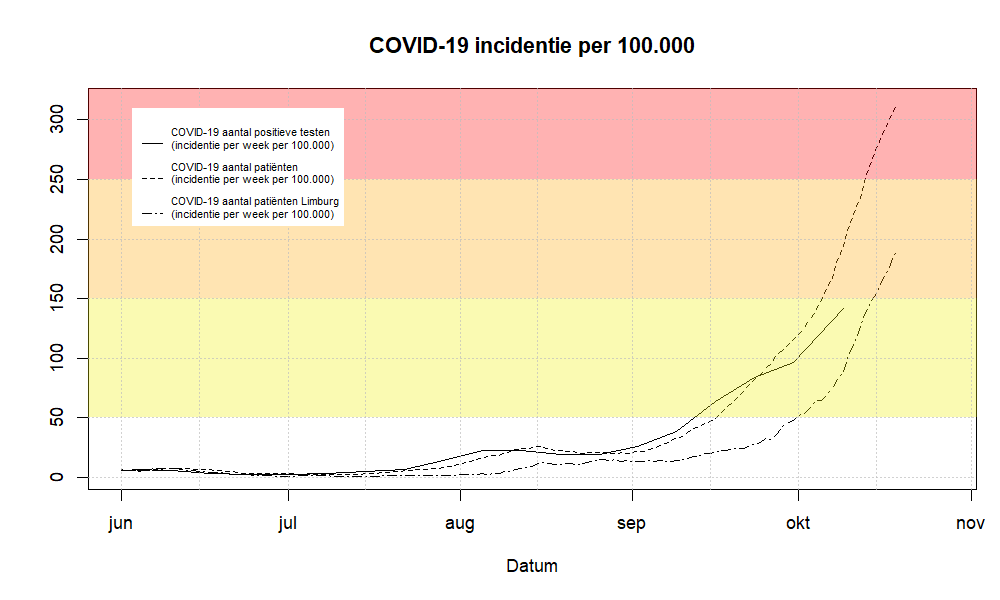 COVID-19 incidentie per 100.000
300
250
200
150
100
50
0
COVID-19 aantal positieve testen
(incidentie per week per 100.000)
COVID-19 aantal patiënten
(incidentie per week per 100.000)
COVID-19 aantal patiënten Limburg
(incidentie per week per 100.000)
jun jul aug sep okt nov
Datum